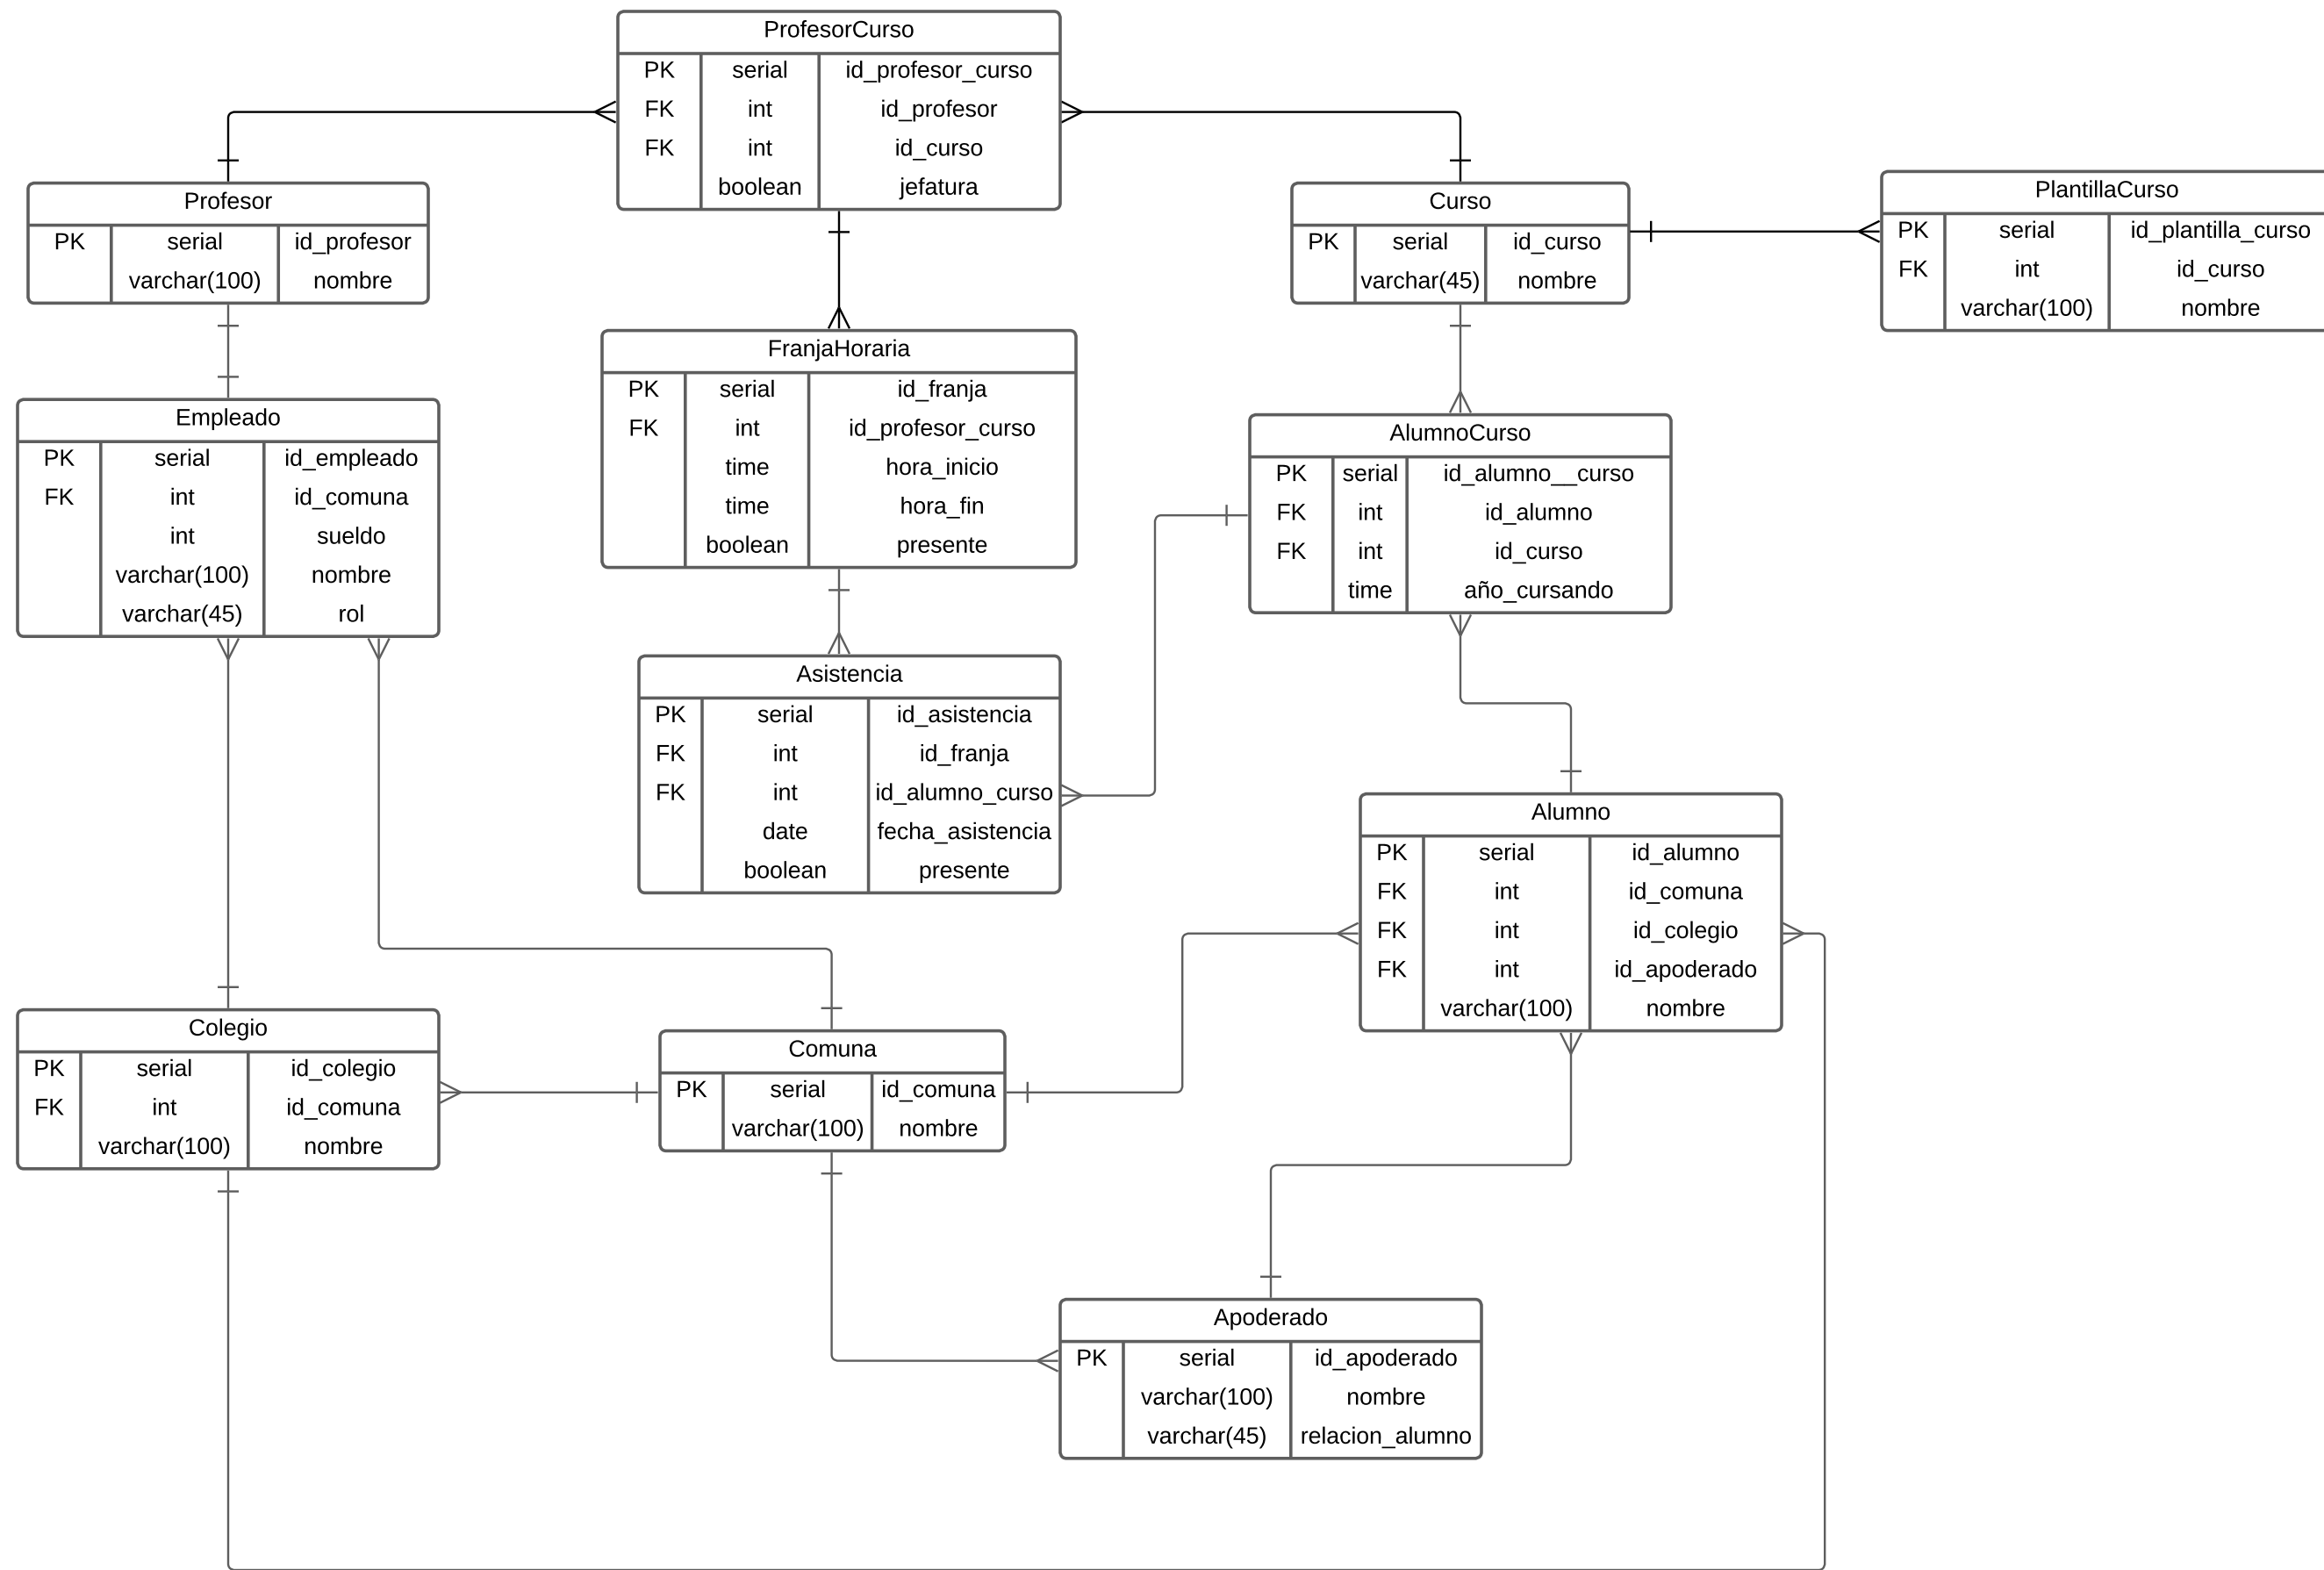 ProfesorCurso
PK serial id_profesor_curso
FK int id_profesor
FK int id_curso
boolean jefatura
Profesor
PK serial id_profesor
varchar(100) nombre
Curso
PK serial id_curso
varchar(45) nombre
PlantillaCurso
PK serial id_plantilla_curso
FK int id_curso
varchar(100) nombre
FranjaHoraria
PK serial id_franja
FK int id_profesor_curso
time hora_inicio
time hora_fin
boolean presente
Empleado
PK serial id_empleado
FK int id_comuna
int sueldo
varchar(100) nombre
varchar(45) rol
AlumnoCurso
PK serial id_alumno__curso
FK int id_alumno
FK int id_curso
time año_cursando
Asistencia
PK serial id_asistencia
FK int id_franja
FK int id_alumno_curso
date fecha_asistencia
boolean presente
Alumno
PK serial id_alumno
FK int id_comuna
FK int id_colegio
FK int id_apoderado
varchar(100) nombre
Colegio
PK serial id_colegio
FK int id_comuna
varchar(100) nombre
Comuna
PK serial id_comuna
varchar(100) nombre
Apoderado
PK serial id_apoderado
varchar(100) nombre
varchar(45) relacion_alumno